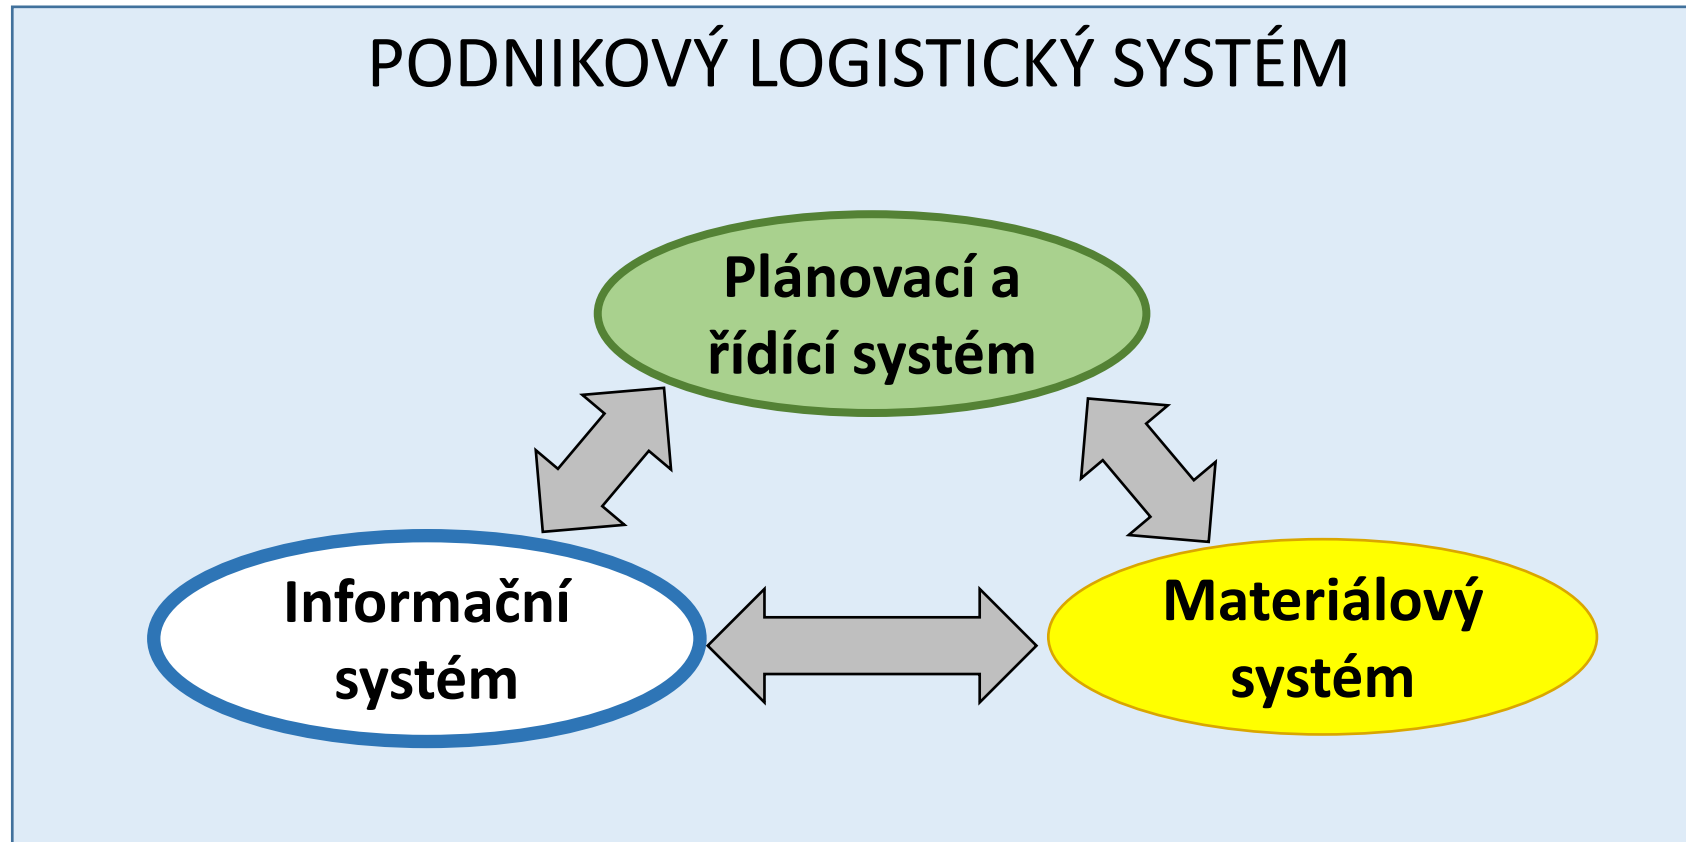 PODNIKOVÝ LOGISTICKÝ SYSTÉM
Plánovací a
řídící systém
Informační
systém
Materiálový
systém